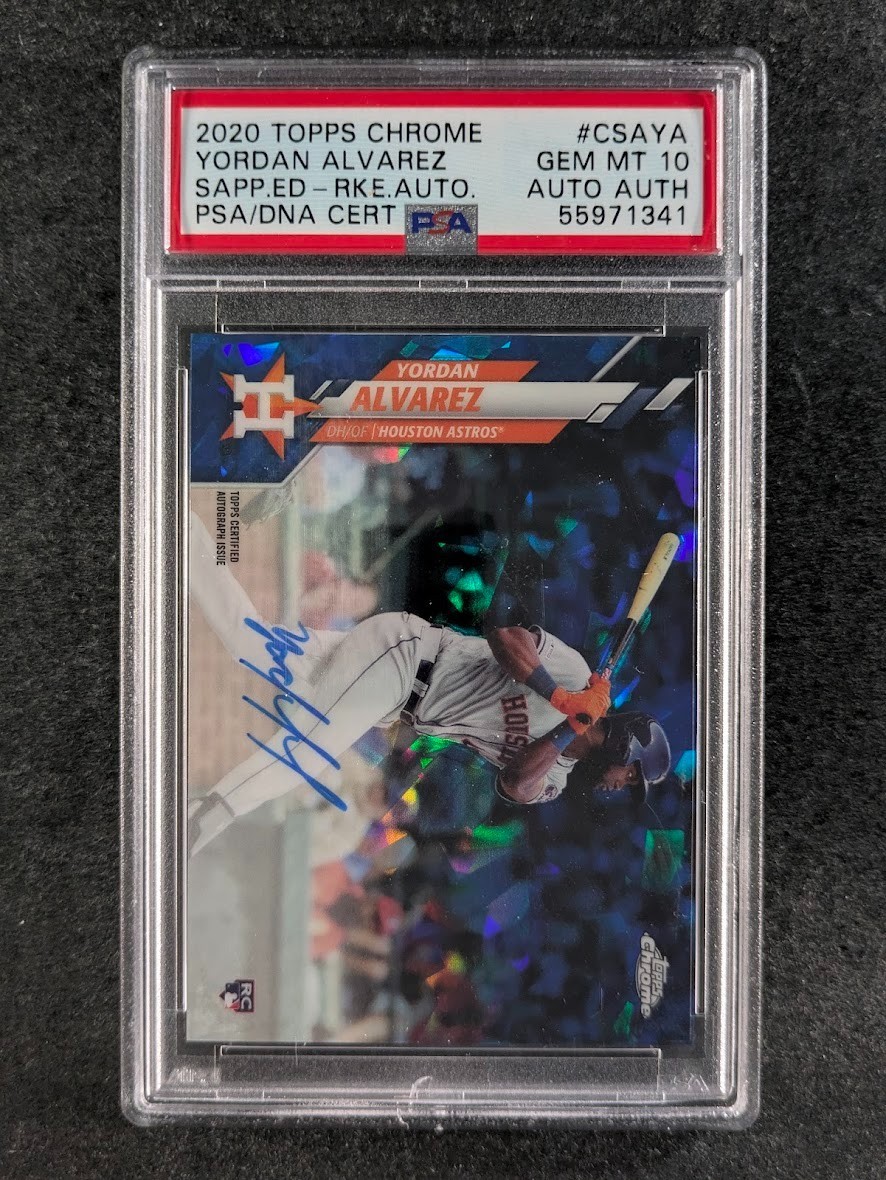 2020 TOPPS CHROME #CSAYA
YORDAN ALVAREZ GEM MT 10
SAPP.ED-RKE.AUTO. AUTO AUTH
PSA/DNA CERT PSA 55971341
H
YORDAN
ALVAREZ
DH/OF | HOUSTON ASTROS®
TOPPS CERTIFIED
AUTOGRAPH ISSUE
HOUST
RC
Topps
Chrome